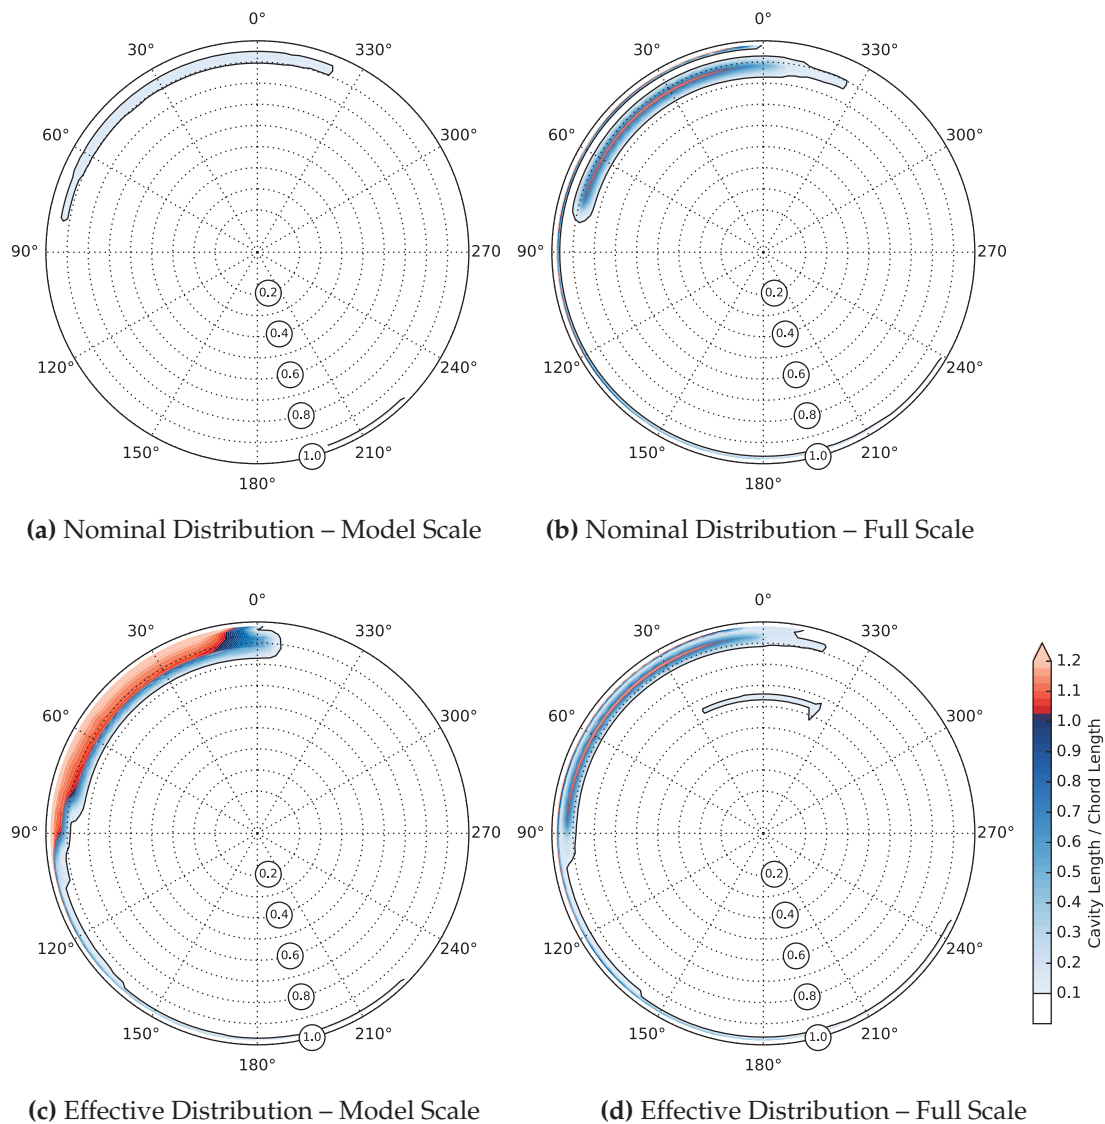 0° 0°
30° 330° 30° 330°
60° 300° 60° 300°
90° 270 90° 270
0.2 0.2
0.4 0.4
120° 240° 120° 240°
0.6 0.6
0.8 0.8
150° 1.0 210° 150° 1.0 210°
180° 180°
(a) Nominal Distribution – Model Scale (b) Nominal Distribution – Full Scale
0° 0°
30° 330° 30° 330°
60° 300° 60° 300°
90° 270 90° 270°
0.2 0.2
0.4 0.4
120° 240° 120° 240°
0.6 0.6
0.8 0.8
150° 1.0 210° 150° 1.0 210°
180° 180°
1.2
1.1
1.0
0.9
0.8
0.7
0.6
0.5
0.4
0.3
0.2
0.1
Cavity Length / Chord Length
(c) Effective Distribution – Model Scale (d) Effective Distribution – Full Scale